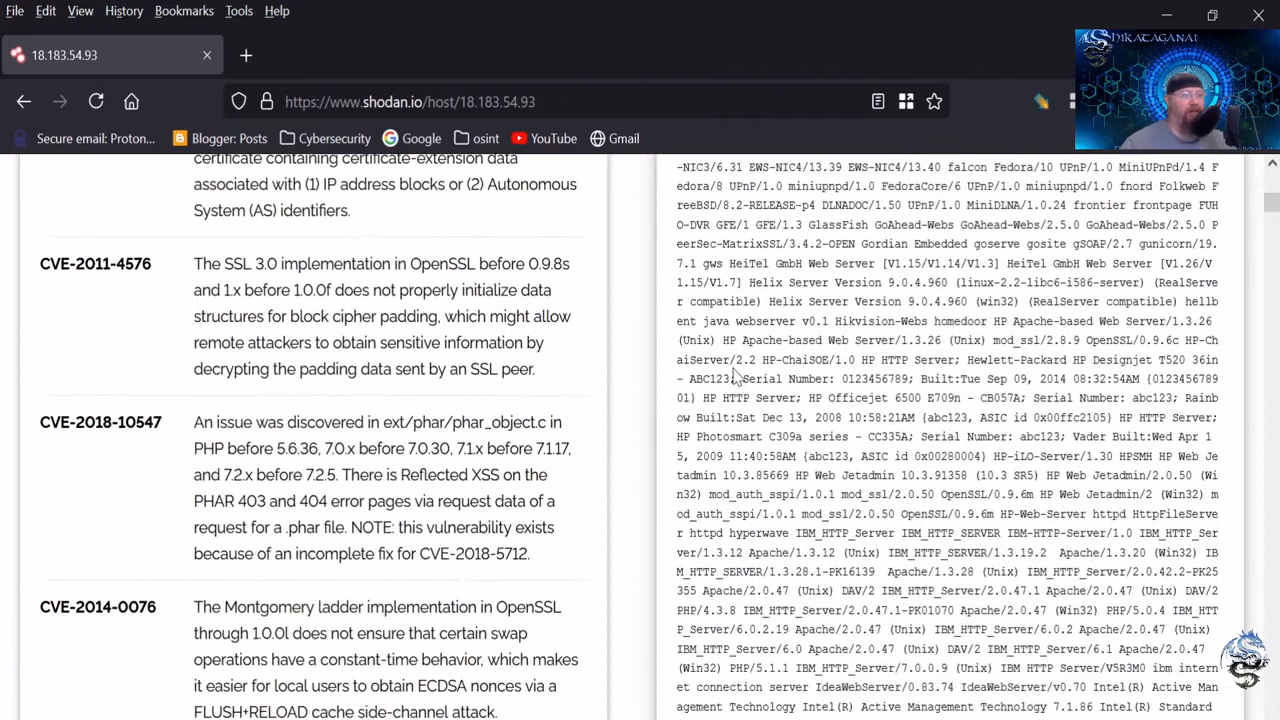 File Edit View History Bookmarks Tools Help
18.183.54.93
SHIKATAGANAI
https://www.shodan.io/host/18.183.54.93
Secure email: Proton... Blogger: Posts Cybersecurity Google osint YouTube Gmail
certificate containing certificate-extension data
associated with (1) IP address blocks or (2) Autonomous
System (AS) identifiers.
CVE-2011-4576 The SSL 3.0 implementation in OpenSSL before 0.9.8s
and 1.x before 1.0.0f does not properly initialize data
structures for block cipher padding, which might allow
remote attackers to obtain sensitive information by
decrypting the padding data sent by an SSL peer.
CVE-2018-10547 An issue was discovered in ext/phar/phar_object.c in
PHP before 5.6.36, 7.0.x before 7.0.30, 7.1.x before 7.1.17,
and 7.2.x before 7.2.5. There is Reflected XSS on the
PHAR 403 and 404 error pages via request data of a
request for a .phar file. NOTE: this vulnerability exists
because of an incomplete fix for CVE-2018-5712.
CVE-2014-0076 The Montgomery ladder implementation in OpenSSL
through 1.0.0l does not ensure that certain swap
operations have a constant-time behavior, which makes
it easier for local users to obtain ECDSA nonces via a
FLUSH+RELOAD cache side-channel attack.
-NIC3/6.31 EWS-NIC4/13.39 EWS-NIC4/13.40 falcon Fedora/10 UPnP/1.0 MiniUPnPd/1.4 F
edora/8 UPnP/1.0 miniupnpd/1.0 FedoraCore/6 UPnP/1.0 miniupnpd/1.0 fnord Folkweb F
reeBSD/8.2-RELEASE-p4 DLNADOC/1.50 UPnP/1.0 MiniDLNA/1.0.24 frontier frontpage FUH
O-DVR GFE/1 GFE/1.3 GlassFish GoAhead-Webs GoAhead-Webs/2.5.0 GoAhead-Webs/2.5.0 P
eerSec-MatrixSSL/3.4.2-OPEN Gordian Embedded goserve gosite gSOAP/2.7 gunicorn/19.
7.1 gws HeiTel GmbH Web Server [V1.15/V1.14/V1.3] HeiTel GmbH Web Server [V1.26/V
1.15/V1.7] Helix Server Version 9.0.4.960 (linux-2.2-libc6-i586-server) (RealServe
r compatible) Helix Server Version 9.0.4.960 (win32) (RealServer compatible) hellb
ent java webserver v0.1 Hikvision-Webs homedoor HP Apache-based Web Server/1.3.26
(Unix) HP Apache-based Web Server/1.3.26 (Unix) mod_ssl/2.8.9 OpenSSL/0.9.6c HP-Ch
aiServer/2.2 HP-ChaiSOE/1.0 HP HTTP Server; Hewlett-Packard HP Designjet T520 36in
- ABC123; Serial Number: 0123456789; Built:Tue Sep 09, 2014 08:32:54AM {0123456789
01} HP HTTP Server; HP Officejet 6500 E709n - CB057A; Serial Number: abc123; Rainb
ow Built:Sat Dec 13, 2008 10:58:21AM {abc123, ASIC id 0x00ffc2105} HP HTTP Server;
HP Photosmart C309a series - CC335A; Serial Number: abc123; Vader Built:Wed Apr 1
5, 2009 11:40:58AM {abc123, ASIC id 0x00280004} HP-iLO-Server/1.30 HPSMH HP Web Je
tadmin 10.3.85669 HP Web Jetadmin 10.3.91358 (10.3 SR5) HP Web Jetadmin/2.0.50 (Wi
n32) mod_auth_sspi/1.0.1 mod_ssl/2.0.50 OpenSSL/0.9.6m HP Web Jetadmin/2 (Win32) m
od_auth_sspi/1.0.1 mod_ssl/2.0.50 OpenSSL/0.9.6m HP-Web-Server httpd HttpFileServe
r httpd hyperwave IBM_HTTP_Server IBM_HTTP_SERVER IBM-HTTP-Server/1.0 IBM_HTTP_Ser
ver/1.3.12 Apache/1.3.12 (Unix) IBM_HTTP_SERVER/1.3.19.2 Apache/1.3.20 (Win32) IB
M_HTTP_SERVER/1.3.28.1-PK16139 Apache/1.3.28 (Unix) IBM_HTTP_Server/2.0.42.2-PK25
355 Apache/2.0.47 (Unix) DAV/2 IBM_HTTP_Server/2.0.47.1 Apache/2.0.47 (Unix) DAV/2
PHP/4.3.8 IBM_HTTP_Server/2.0.47.1-PK01070 Apache/2.0.47 (Win32) PHP/5.0.4 IBM_HTT
P_Server/6.0.2.19 Apache/2.0.47 (Unix) IBM_HTTP_Server/6.0.2 Apache/2.0.47 (Unix)
IBM_HTTP_Server/6.0 Apache/2.0.47 (Unix) DAV/2 IBM_HTTP_Server/6.1 Apache/2.0.47
(Win32) PHP/5.1.1 IBM_HTTP_Server/7.0.0.9 (Unix) IBM_HTTP_Server/V5R3M0 ibm intern
et connection server IdeaWebServer/0.83.74 IdeaWebServer/v0.70 Intel(R) Active Man
agement Technology Intel(R) Active Management Technology 7.1.86 Intel(R) Standard